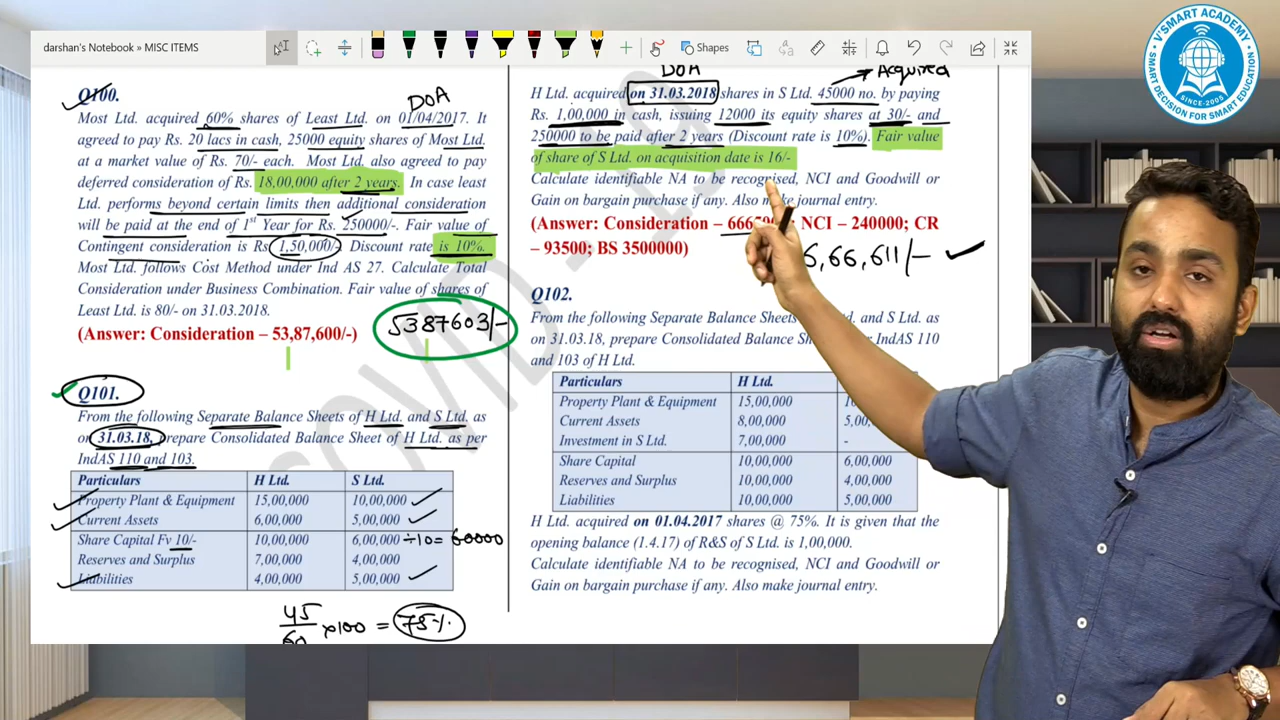 darshan's Notebook » MISC ITEMS
Shapes
V'SMART ACADEMY
SMART DECISION FOR SMART EDUCATION
SINCE-2005
COVID - 19
Q100.
DOA
Most Ltd. acquired 60% shares of Least Ltd. on 01/04/2017. It
agreed to pay Rs. 20 lacs in cash, 25000 equity shares of Most Ltd.
at a market value of Rs. 70/- each. Most Ltd. also agreed to pay
deferred consideration of Rs. 18,00,000 after 2 years. In case least
Ltd. performs beyond certain limits then additional consideration
will be paid at the end of 1st Year for Rs. 250000/-. Fair value of
Contingent consideration is Rs 1,50,000/- Discount rate is 10%.
Most Ltd. follows Cost Method under Ind AS 27. Calculate Total
Consideration under Business Combination. Fair value of shares of
Least Ltd. is 80/- on 31.03.2018.
(Answer: Consideration – 53,87,600/-)
5387603/-
Q101.
From the following Separate Balance Sheets of H Ltd. and S Ltd. as
on 31.03.18, prepare Consolidated Balance Sheet of H Ltd. as per
IndAS 110 and 103.
Particulars H Ltd. S Ltd.
Property Plant & Equipment 15,00,000 10,00,000
Current Assets 6,00,000 5,00,000
Share Capital Fv 10/- 10,00,000 6,00,000 ÷10= 60000
Reserves and Surplus 7,00,000 4,00,000
Liabilities 4,00,000 5,00,000
45
60 x100 = 75%
DOA
Acquired
H Ltd. acquired on 31.03.2018 shares in S Ltd. 45000 no. by paying
Rs. 1,00,000 in cash, issuing 12000 its equity shares at 30/- and
250000 to be paid after 2 years (Discount rate is 10%). Fair value
of share of S Ltd. on acquisition date is 16/-
Calculate identifiable NA to be recognised, NCI and Goodwill or
Gain on bargain purchase if any. Also make journal entry.
(Answer: Consideration – NCI – 240000; CR
– 93500; BS 3500000)
6,66,611/-
Q102.
From the following Separate Balance Sheets Ltd. and S Ltd. as
on 31.03.18, prepare Consolidated Balance IndAS 110
and 103 of H Ltd.
Particulars H Ltd.
Property Plant & Equipment 15,00,000
Current Assets 8,00,000
Investment in S Ltd. 7,00,000 -
Share Capital 10,00,000 6,00,000
Reserves and Surplus 10,00,000 4,00,000
Liabilities 10,00,000 5,00,000
H Ltd. acquired on 01.04.2017 shares @ 75%. It is given that the
opening balance (1.4.17) of R&S of S Ltd. is 1,00,000.
Calculate identifiable NA to be recognised, NCI and Goodwill or
Gain on bargain purchase if any. Also make journal entry.